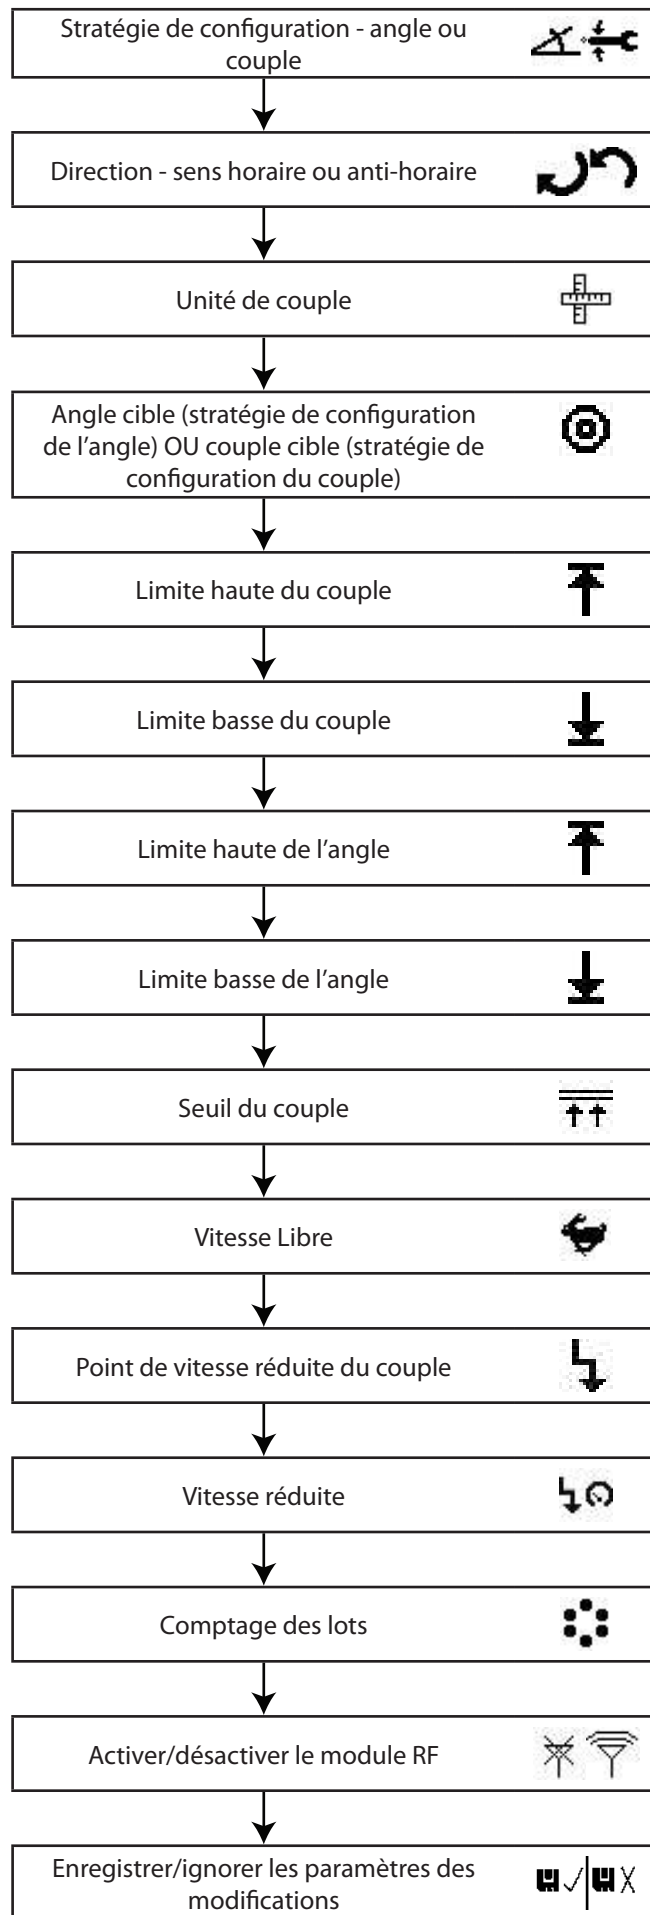 Stratégie de configuration - angle ou
couple
Direction - sens horaire ou anti-horaire
Unité de couple
Angle cible (stratégie de configuration
de l’angle) OU couple cible (stratégie de
configuration du couple)
Limite haute du couple
Limite basse du couple
Limite haute de l’angle
Limite basse de l’angle
Seuil du couple
Vitesse Libre
Point de vitesse réduite du couple
Vitesse réduite
Comptage des lots
Activer/désactiver le module RF
Enregistrer/ignorer les paramètres des
modifications